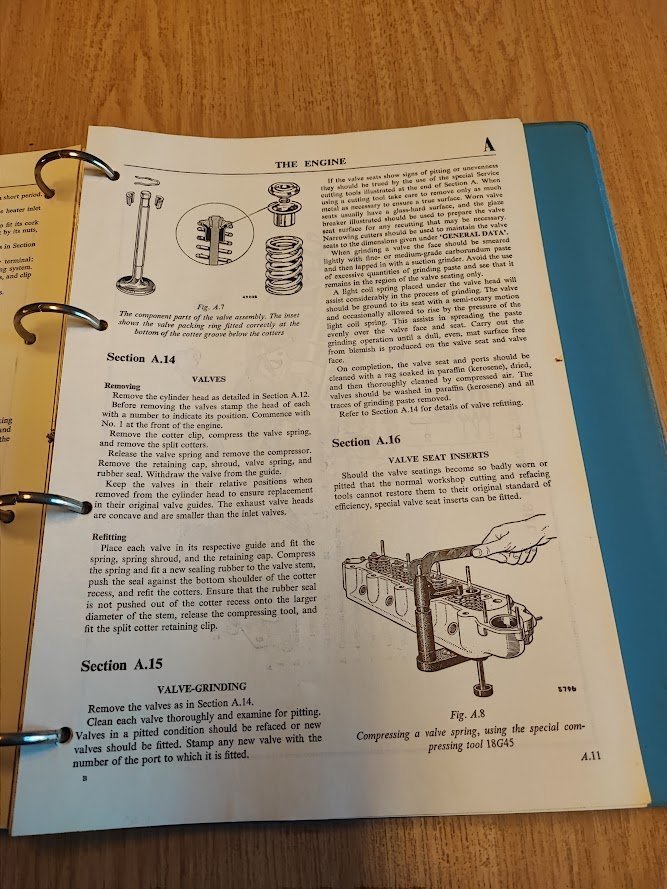 short period.
e heater inlet
fit its cork
by its nuts,
s in Section
terminal;
ng system.
s, and clip
s.
ing
and
the
THE ENGINE
A
47038
Fig. A.7
The component parts of the valve assembly. The inset
shows the valve packing ring fitted correctly at the
bottom of the cotter groove below the cotters
Section A.14
VALVES
Removing
Remove the cylinder head as detailed in Section A.12.
Before removing the valves stamp the head of each
with a number to indicate its position. Commence with
No. 1 at the front of the engine.
Remove the cotter clip, compress the valve spring,
and remove the split cotters.
Release the valve spring and remove the compressor.
Remove the retaining cap, shroud, valve spring, and
rubber seal. Withdraw the valve from the guide.
Keep the valves in their relative positions when
removed from the cylinder head to ensure replacement
in their original valve guides. The exhaust valve heads
are concave and are smaller than the inlet valves.
Refitting
Place each valve in its respective guide and fit the
spring, spring shroud, and the retaining cap. Compress
the spring and fit a new sealing rubber to the valve stem,
push the seal against the bottom shoulder of the cotter
recess, and refit the cotters. Ensure that the rubber seal
is not pushed out of the cotter recess onto the larger
diameter of the stem, release the compressing tool, and
fit the split cotter retaining clip.
Section A.15
VALVE-GRINDING
Remove the valves as in Section A.14.
Clean each valve thoroughly and examine for pitting.
Valves in a pitted condition should be refaced or new
valves should be fitted. Stamp any new valve with the
number of the port to which it is fitted.
B
If the valve seats show signs of pitting or unevenness
they should be trued by the use of the special Service
cutting tools illustrated at the end of Section A. When
using a cutting tool take care to remove only as much
metal as necessary to ensure a true surface. Worn valve
seats usually have a glass-hard surface, and the glaze
breaker illustrated should be used to prepare the valve
seat surface for any recutting that may be necessary.
Narrowing cutters should be used to maintain the valve
seats to the dimensions given under 'GENERAL DATA'.
When grinding a valve the face should be smeared
lightly with fine- or medium-grade carborundum paste
and then lapped in with a suction grinder. Avoid the use
of excessive quantities of grinding paste and see that it
remains in the region of the valve seating only.
A light coil spring placed under the valve head will
assist considerably in the process of grinding. The valve
should be ground to its seat with a semi-rotary motion
and occasionally allowed to rise by the pressure of the
light coil spring. This assists in spreading the paste
evenly over the valve face and seat. Carry out the
grinding operation until a dull, even, mat surface free
from blemish is produced on the valve seat and valve
face.
On completion, the valve seat and ports should be
cleaned with a rag soaked in paraffin (kerosene), dried,
and then thoroughly cleaned by compressed air. The
valves should be washed in paraffin (kerosene) and all
traces of grinding paste removed.
Refer to Section A.14 for details of valve refitting.
Section A.16
VALVE SEAT INSERTS
Should the valve seatings become so badly worn or
pitted that the normal workshop cutting and refacing
tools cannot restore them to their original standard of
efficiency, special valve seat inserts can be fitted.
5796
Fig. A.8
Compressing a valve spring, using the special com-
pressing tool 18G45
A.11